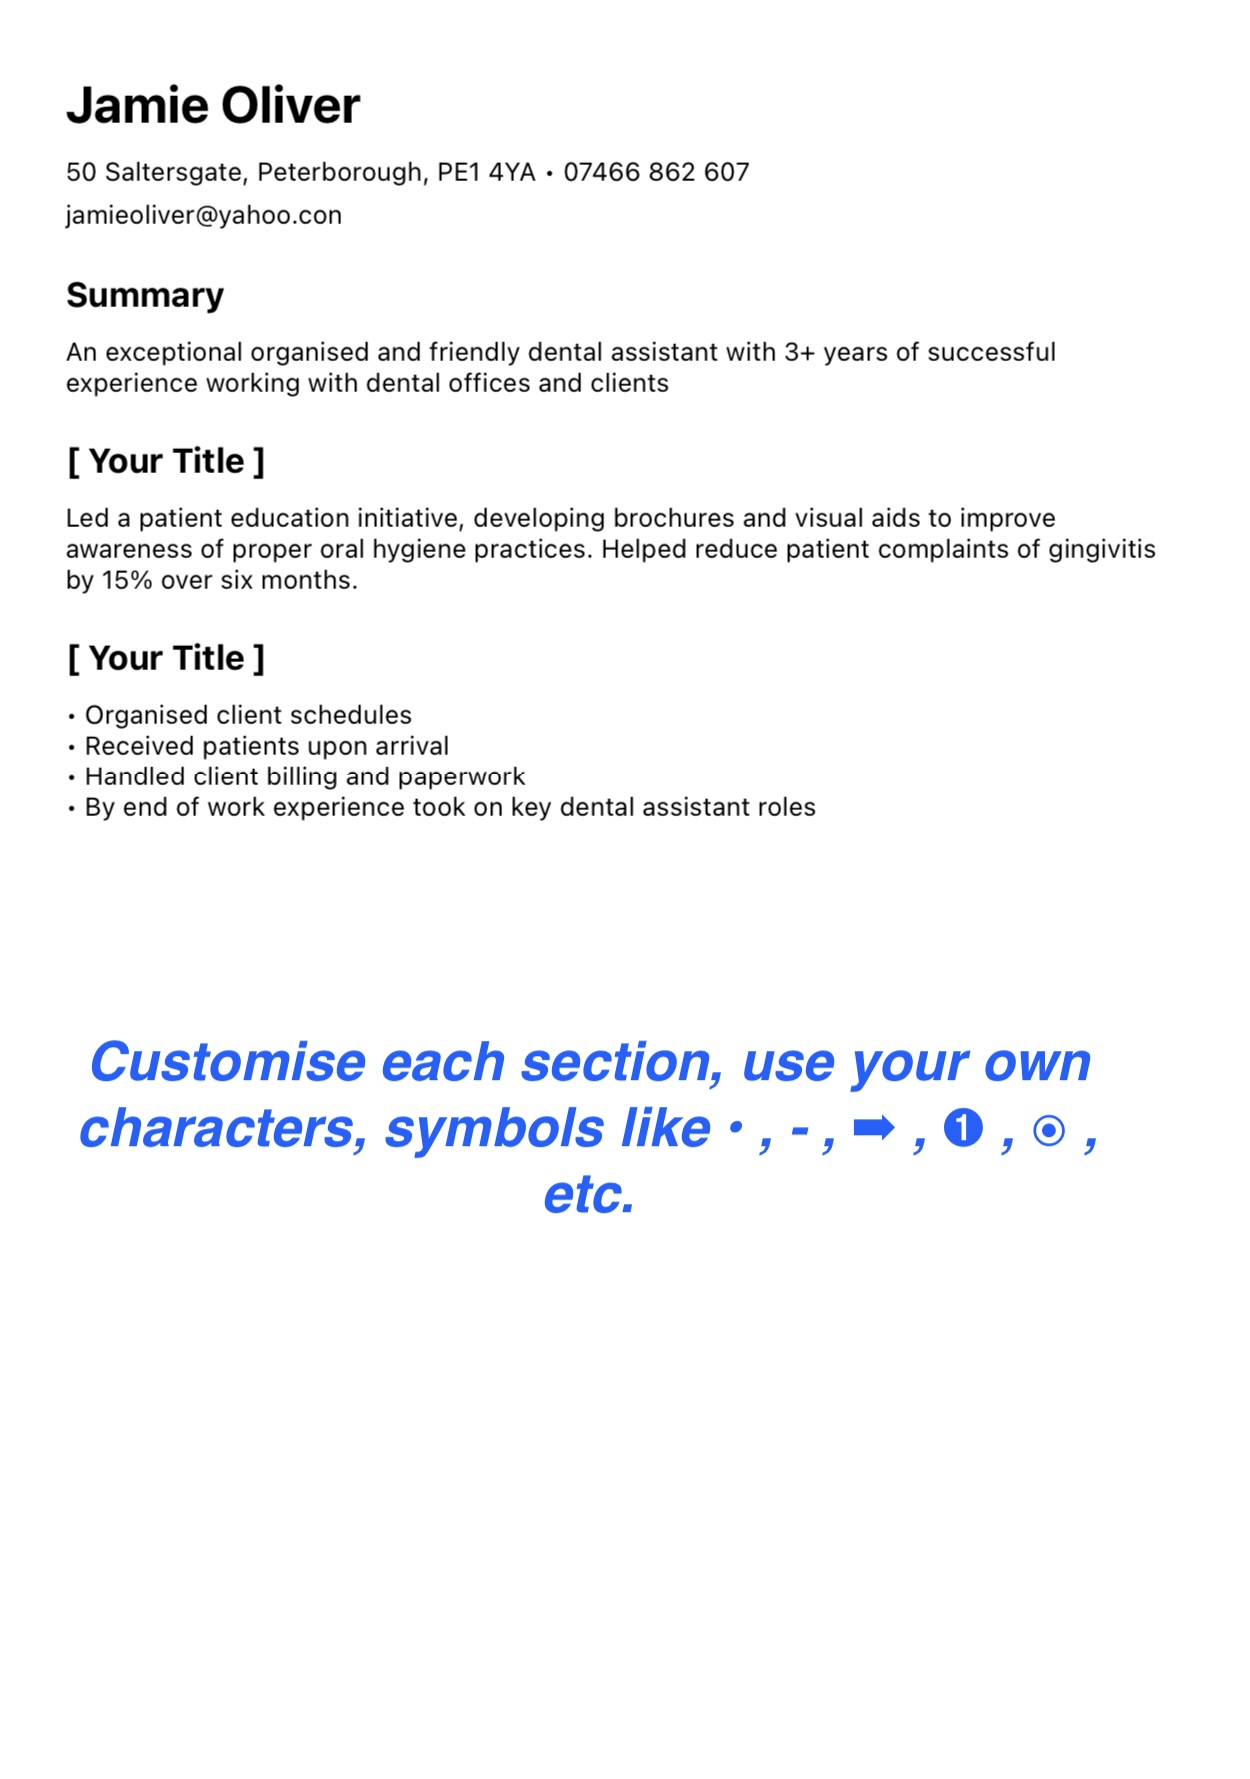 Jamie Oliver
50 Saltersgate, Peterborough, PE1 4YA • 07466 862 607
jamieoliver@yahoo.con
Summary
An exceptional organised and friendly dental assistant with 3+ years of successful
experience working with dental offices and clients
[ Your Title ]
Led a patient education initiative, developing brochures and visual aids to improve
awareness of proper oral hygiene practices. Helped reduce patient complaints of gingivitis
by 15% over six months.
[ Your Title ]
• Organised client schedules
• Received patients upon arrival
• Handled client billing and paperwork
• By end of work experience took on key dental assistant roles
Customise each section, use your own
characters, symbols like • , - , ➡ , ❶ , ⦿ ,
etc.